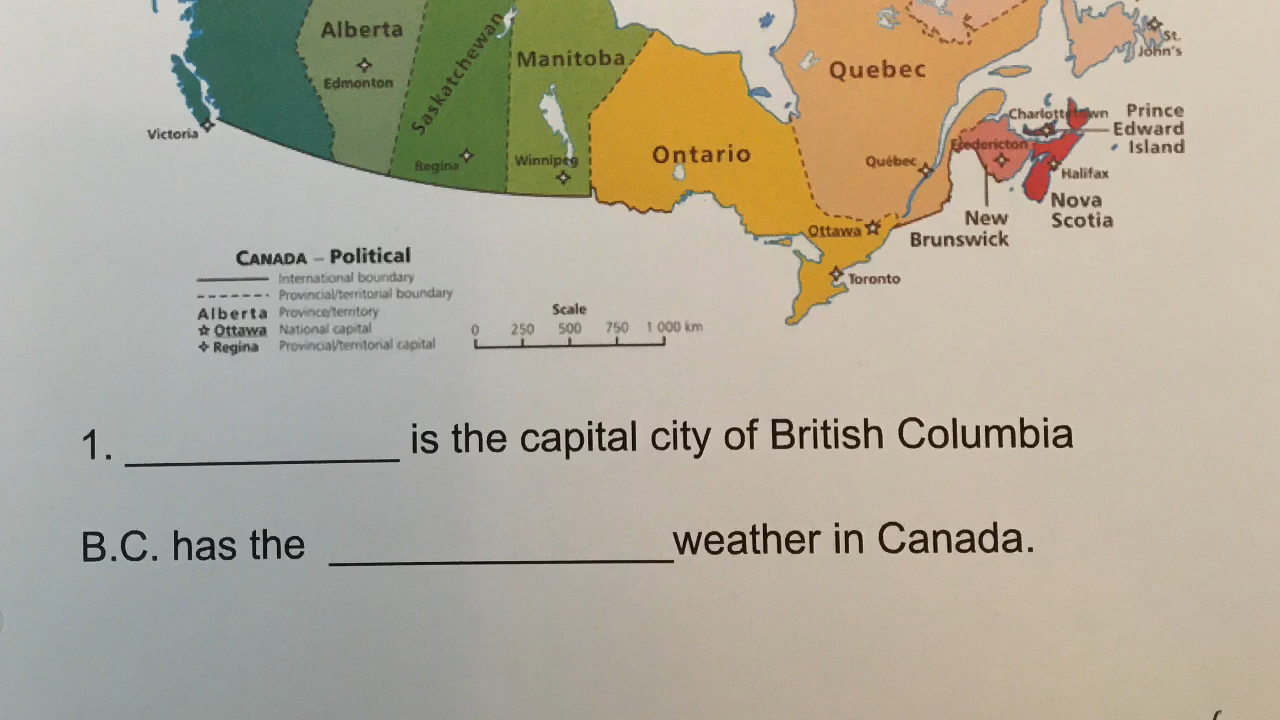 Alberta
Edmonton
Saskatchewan
Regina
Manitoba
Winnipeg
Victoria
Ontario
Ottawa
Toronto
Quebec
Québec
St.
John's
Charlottetown
Prince
Edward
Island
Fredericton
Halifax
Nova
Scotia
New
Brunswick
CANADA – Political
International boundary
Provincial/territorial boundary
Alberta Province/territory
Ottawa National capital
Regina Provincial/territorial capital
Scale
0 250 500 750 1 000 km
1. ______________ is the capital city of British Columbia
B.C. has the __________________ weather in Canada.